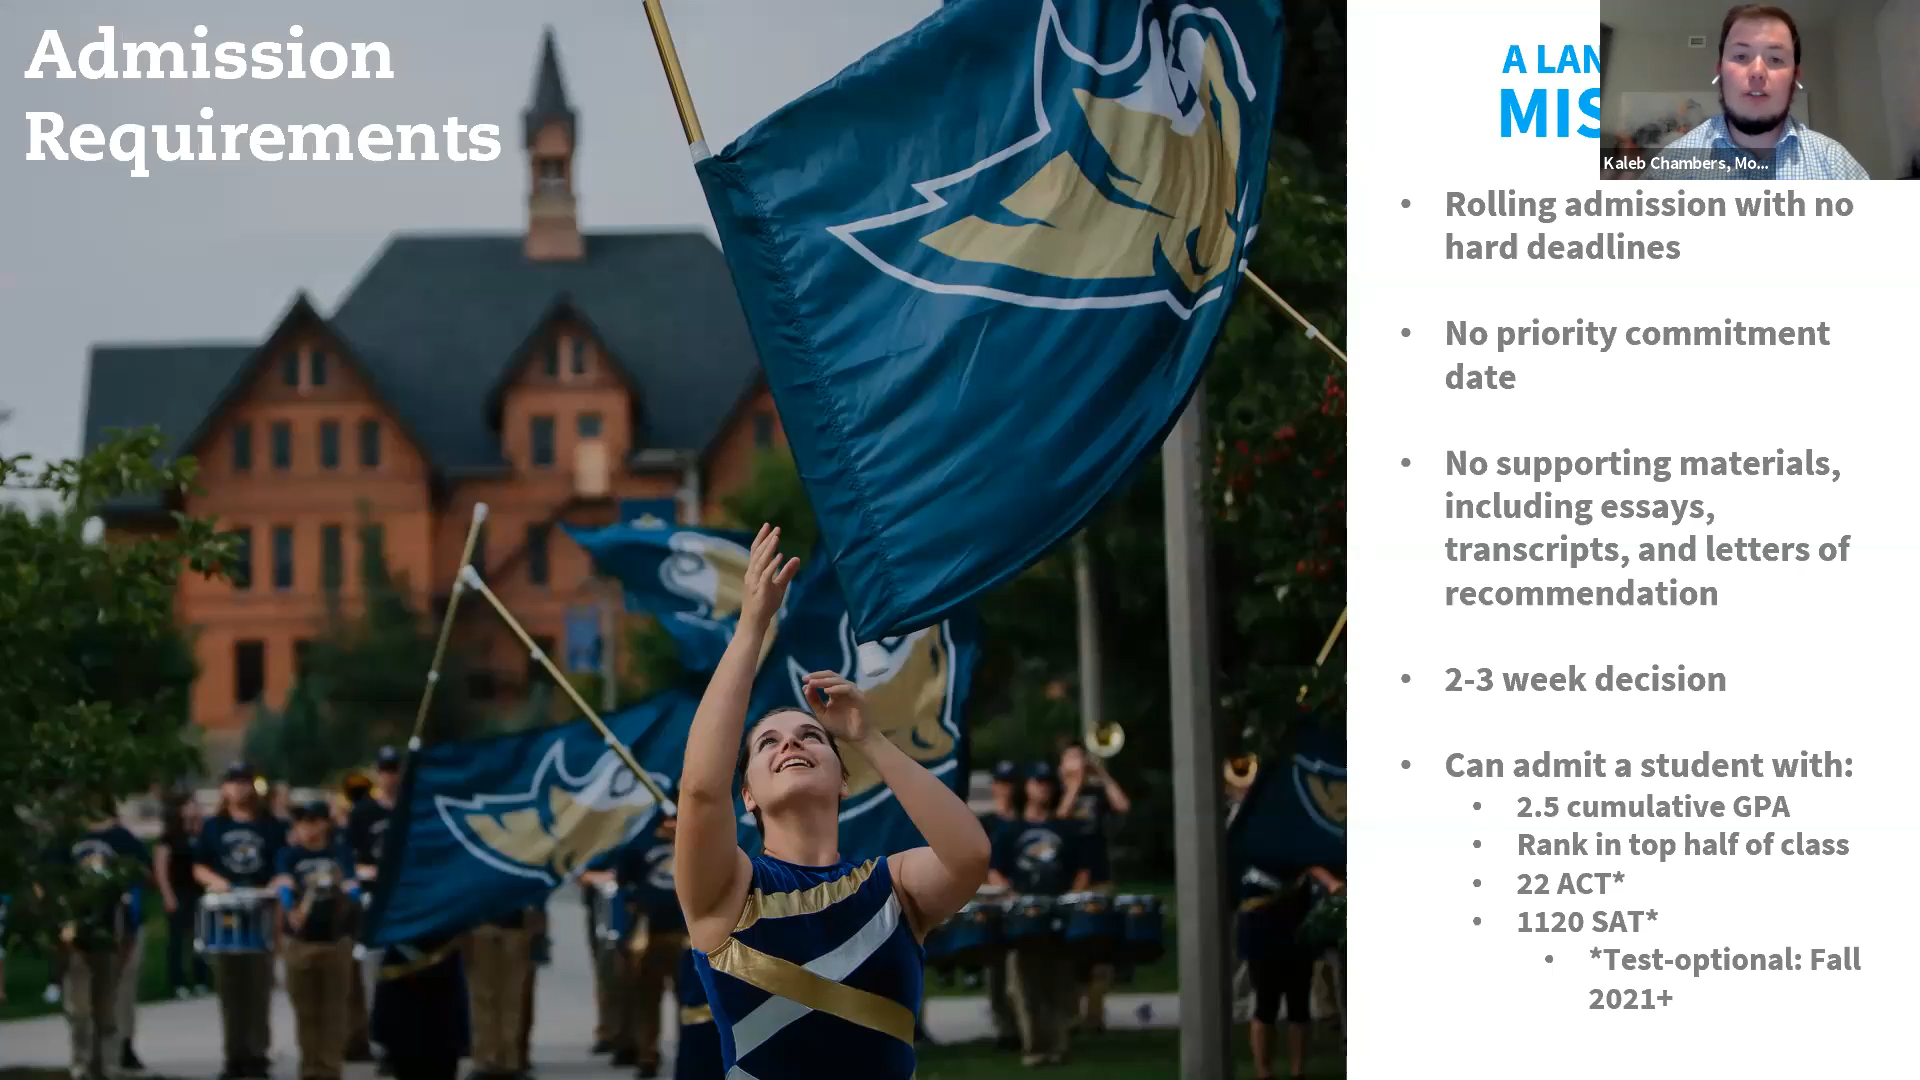 Admission
Requirements
A LAN
MIS
Kaleb Chambers, Mo...
• Rolling admission with no
hard deadlines
• No priority commitment
date
• No supporting materials,
including essays,
transcripts, and letters of
recommendation
• 2-3 week decision
• Can admit a student with:
• 2.5 cumulative GPA
• Rank in top half of class
• 22 ACT*
• 1120 SAT*
• *Test-optional: Fall
2021+